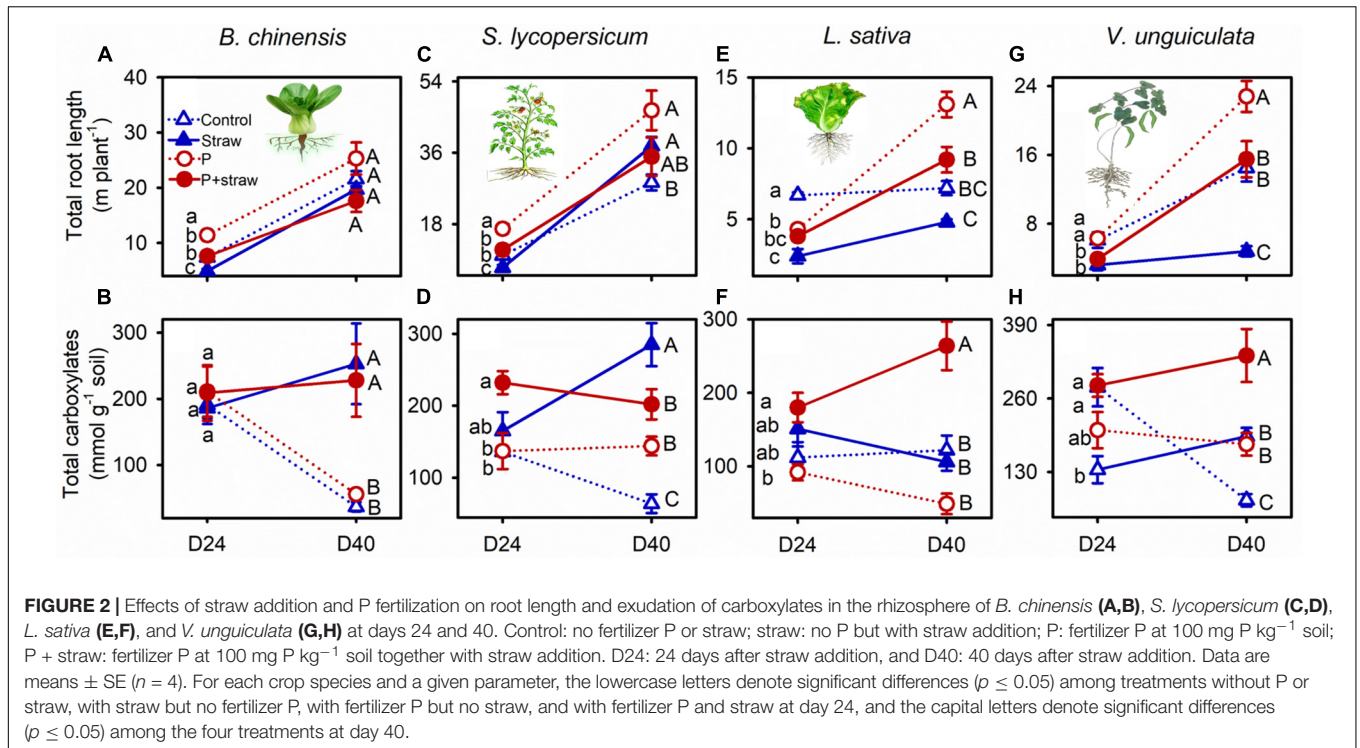 B. chinensis
S. lycopersicum
L. sativa
V. unguiculata
A
Total root length
(m plant⁻¹)
40
30
20
10
Control
Straw
P
P+straw
a
b
b
c
A
A
A
A
C
54
36
18
a
b
b
c
A
A
AB
B
E
15
10
5
a
b
bc
c
A
B
BC
C
G
24
16
8
a
a
b
b
A
B
B
C
B
Total carboxylates
(mmol g⁻¹ soil)
300
200
100
a
a
a
a
A
A
B
B
D24
D40
D
300
200
100
a
ab
b
b
A
B
B
C
D24
D40
F
300
200
100
a
ab
ab
b
A
B
B
B
D24
D40
H
390
260
130
a
a
ab
b
A
B
B
C
D24
D40
FIGURE 2 | Effects of straw addition and P fertilization on root length and exudation of carboxylates in the rhizosphere of B. chinensis (A,B), S. lycopersicum (C,D),
L. sativa (E,F), and V. unguiculata (G,H) at days 24 and 40. Control: no fertilizer P or straw; straw: no P but with straw addition; P: fertilizer P at 100 mg P kg⁻¹ soil;
P + straw: fertilizer P at 100 mg P kg⁻¹ soil together with straw addition. D24: 24 days after straw addition, and D40: 40 days after straw addition. Data are
means ± SE (n = 4). For each crop species and a given parameter, the lowercase letters denote significant differences (p ≤ 0.05) among treatments without P or
straw, with straw but no fertilizer P, with fertilizer P but no straw, and with fertilizer P and straw at day 24, and the capital letters denote significant differences
(p ≤ 0.05) among the four treatments at day 40.